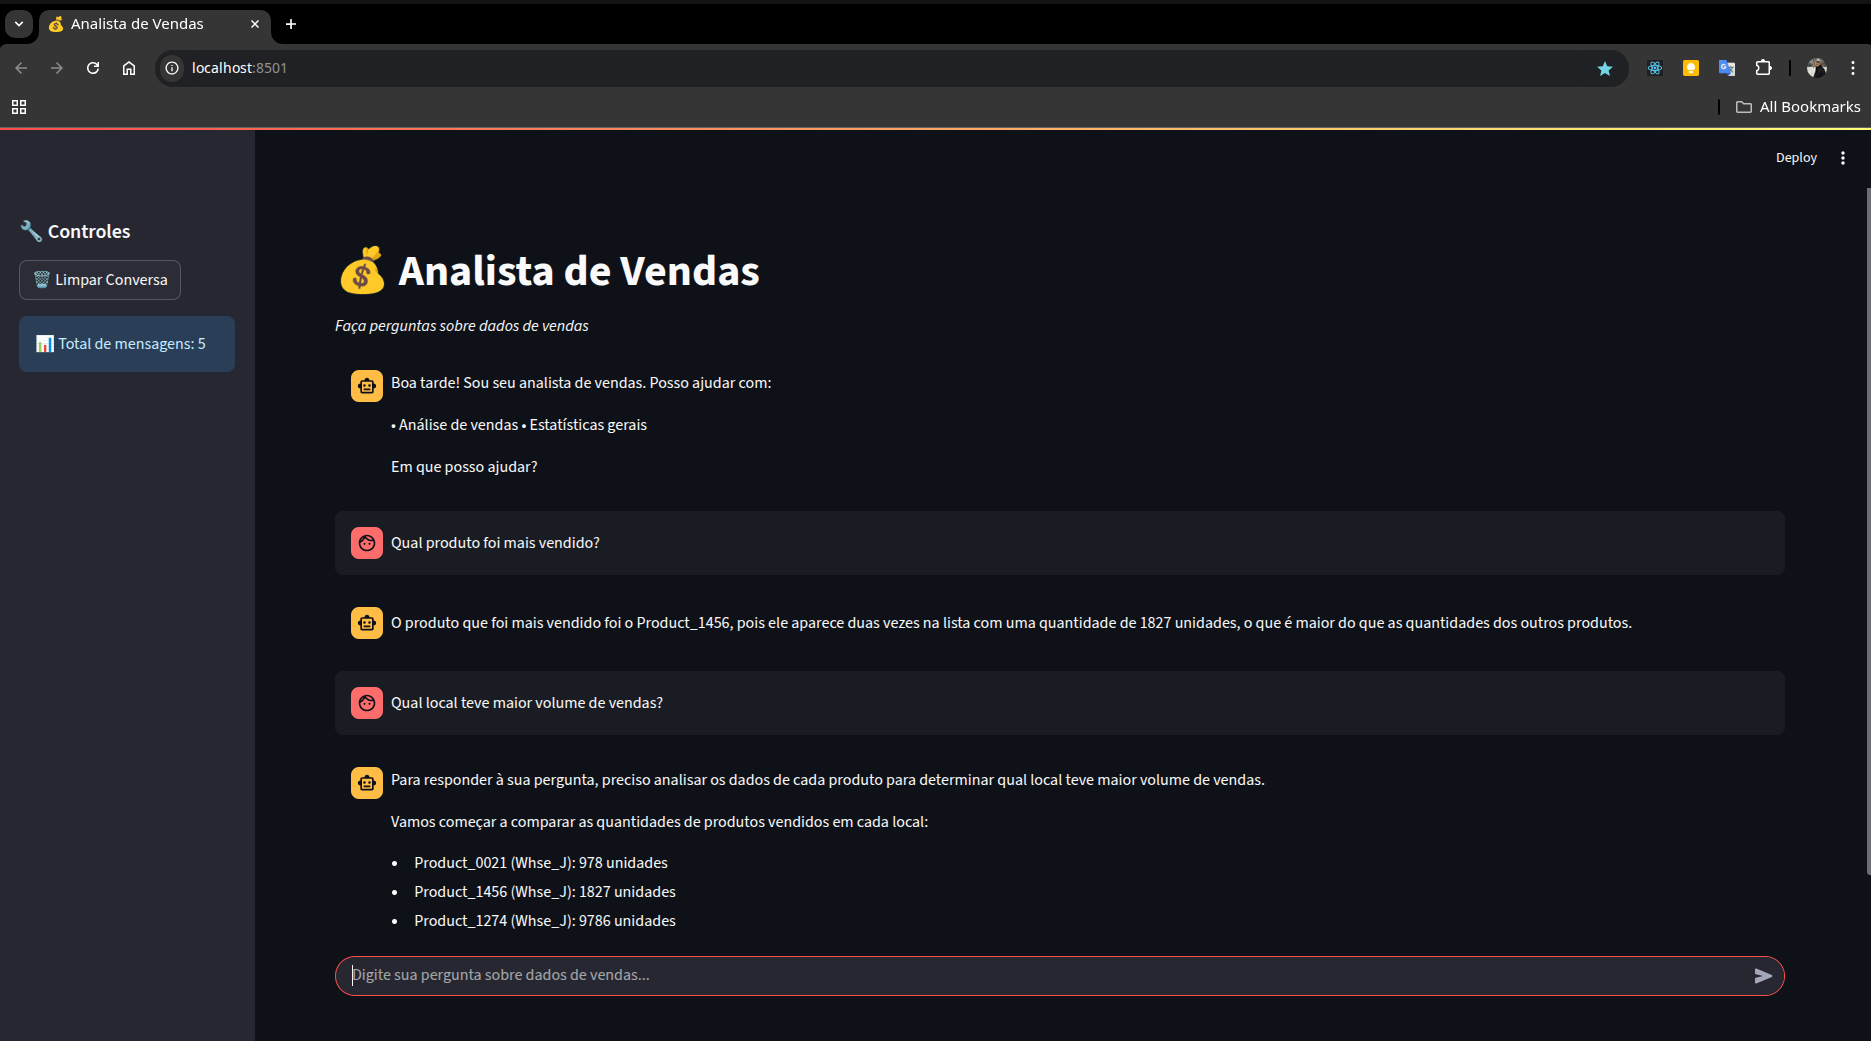 Analista de Vendas
localhost:8501
All Bookmarks
Deploy
Controles
Limpar Conversa
Total de mensagens: 5
Analista de Vendas
Faça perguntas sobre dados de vendas
Boa tarde! Sou seu analista de vendas. Posso ajudar com:
• Análise de vendas • Estatísticas gerais
Em que posso ajudar?
Qual produto foi mais vendido?
O produto que foi mais vendido foi o Product_1456, pois ele aparece duas vezes na lista com uma quantidade de 1827 unidades, o que é maior do que as quantidades dos outros produtos.
Qual local teve maior volume de vendas?
Para responder à sua pergunta, preciso analisar os dados de cada produto para determinar qual local teve maior volume de vendas.
Vamos começar a comparar as quantidades de produtos vendidos em cada local:
• Product_0021 (Whse_J): 978 unidades
• Product_1456 (Whse_J): 1827 unidades
• Product_1274 (Whse_J): 9786 unidades
Digite sua pergunta sobre dados de vendas...